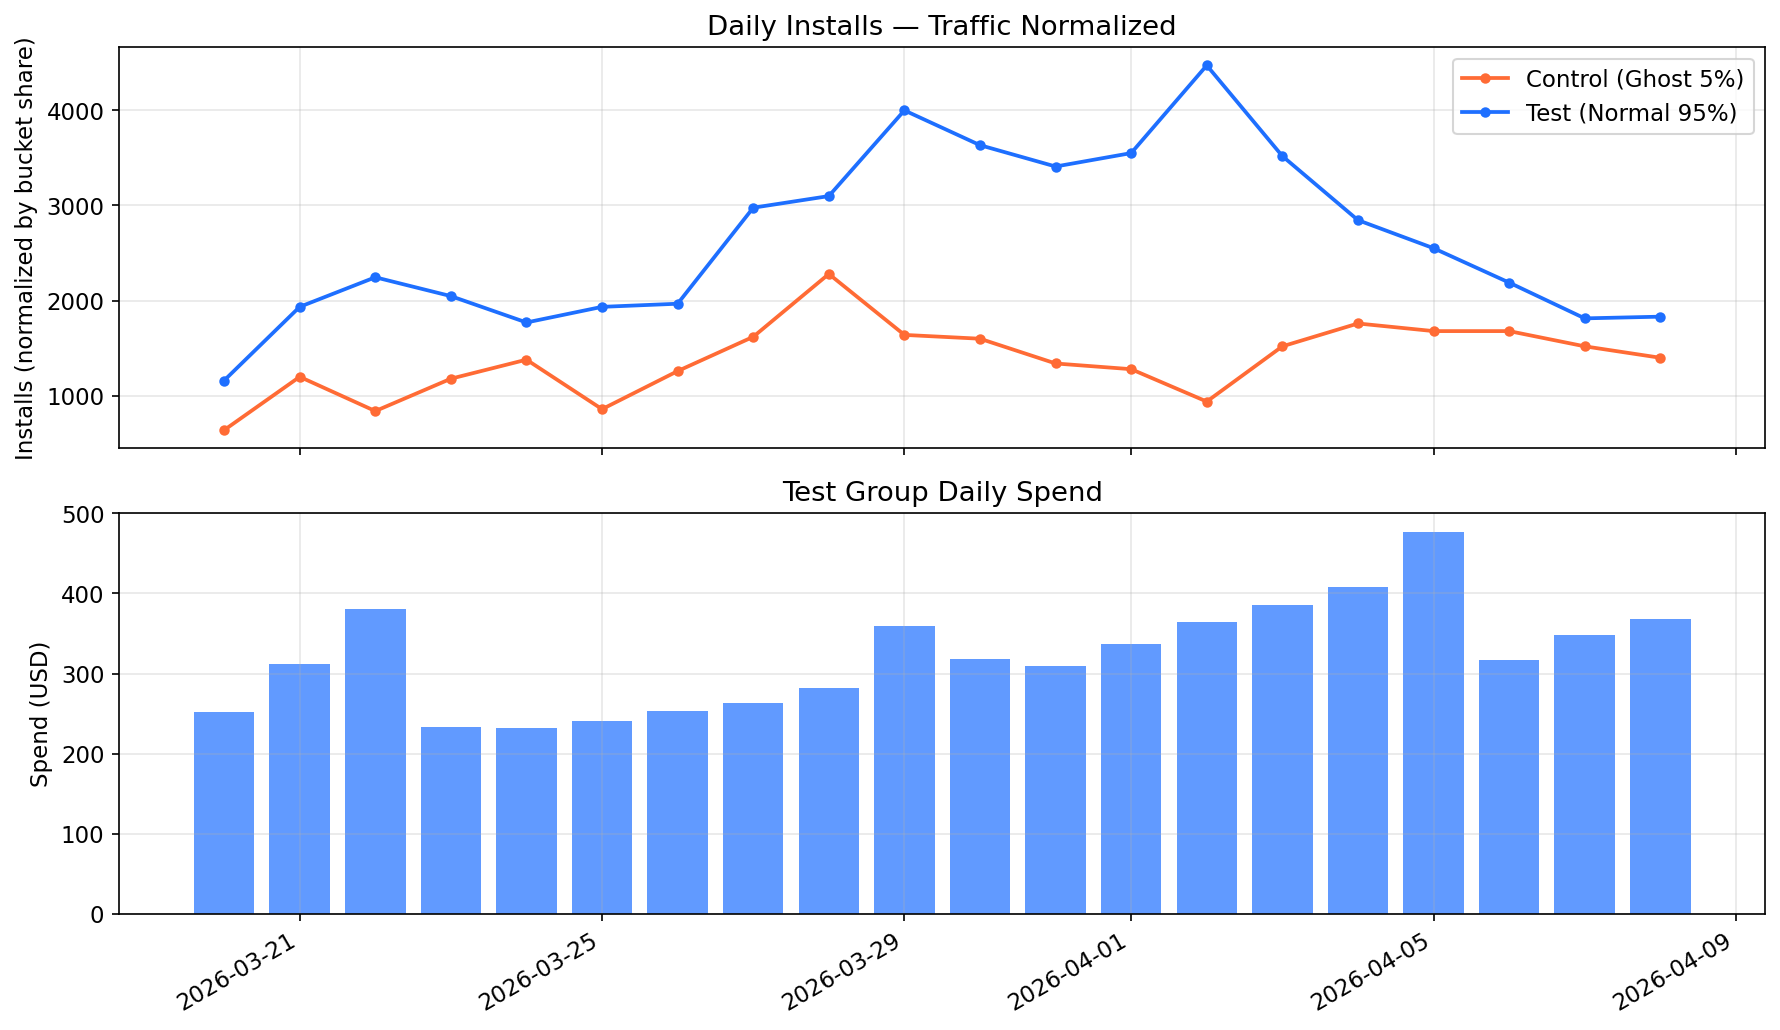 Daily Installs — Traffic Normalized
Installs (normalized by bucket share)
4000
3000
2000
1000
Control (Ghost 5%)
Test (Normal 95%)
Test Group Daily Spend
Spend (USD)
500
400
300
200
100
0
2026-03-21
2026-03-25
2026-03-29
2026-04-01
2026-04-05
2026-04-09